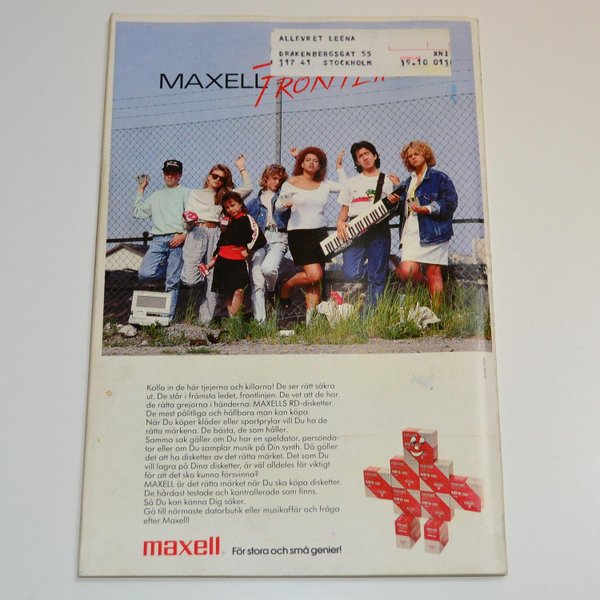 ALLEVRET LEENA
DRAKENBERGSGAT 55 XNI
117 41 STOCKHOLM 19.10 011
MAXELL FRONTLINE
Kolla in de här tjejerna och killarna! De ser rätt säkra
ut. De står i främsta ledet, frontlinjen. De vet att de har
de rätta grejorna i händerna: MAXELLS RD-disketter.
De mest pålitliga och hållbara man kan köpa.
När Du köper kläder eller sportprylar vill Du ha de
rätta märkena. De bästa, de som håller.
Samma sak gäller om Du har en speldator, persondа-
tor eller om Du samplar musik på Din synth. Då gäller
det att ha disketter av det rätta märket. Det som Du
vill lagra på Dina disketter, är väl alldeles för viktigt
för att det ska kunna försvinna?
MAXELL är det rätta märket när Du ska köpa disketter.
De hårdast testade och kontrollerade som finns.
Så Du kan känna Dig säker.
Gå till närmaste datorbutik eller musikaffär och fråga
efter Maxell!
maxell För stora och små genier!